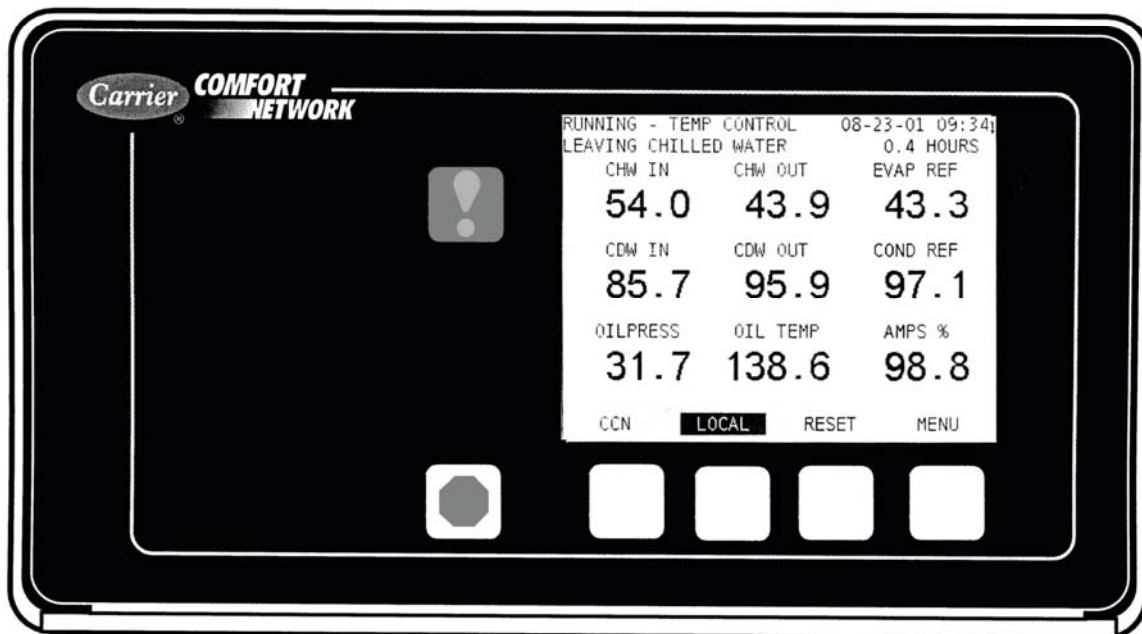 Carrier
®
COMFORT
NETWORK
RUNNING - TEMP CONTROL 08-23-01 09:34
LEAVING CHILLED WATER 0.4 HOURS
CHW IN CHW OUT EVAP REF
54.0 43.9 43.3
CDW IN CDW OUT COND REF
85.7 95.9 97.1
OILPRESS OIL TEMP AMPS %
31.7 138.6 98.8
CCN LOCAL RESET MENU